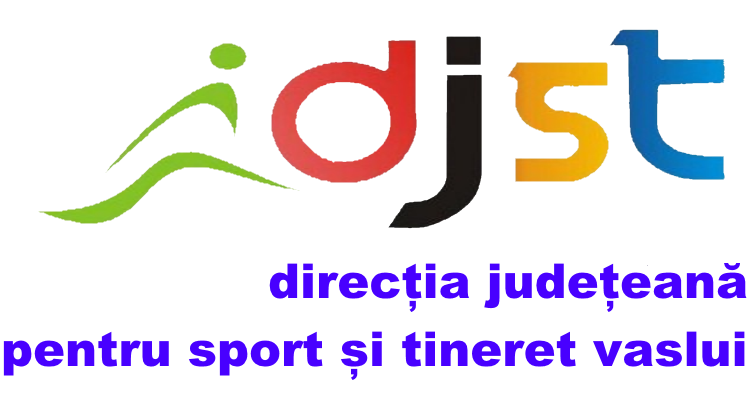 djst
direcția județeană
pentru sport și tineret vaslui